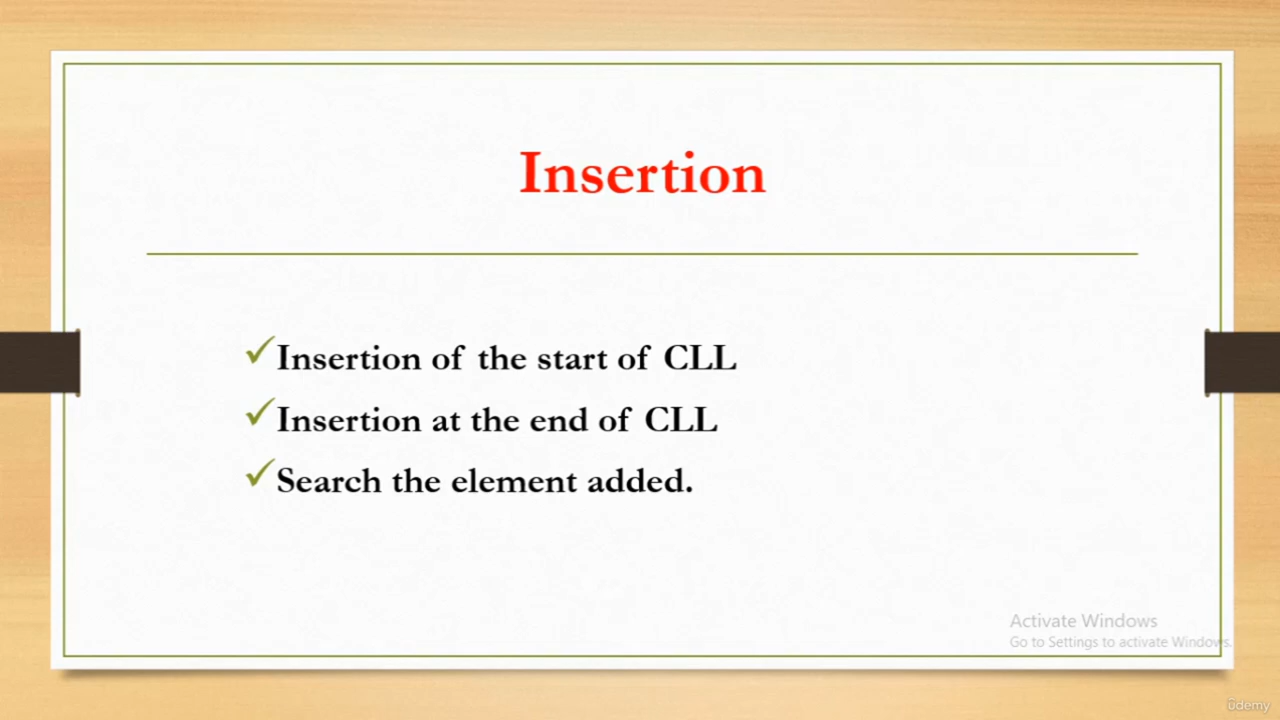 Insertion
✓Insertion of the start of CLL
✓Insertion at the end of CLL
✓Search the element added.
Activate Windows
Go to Settings to activate Windows.
ûdemy